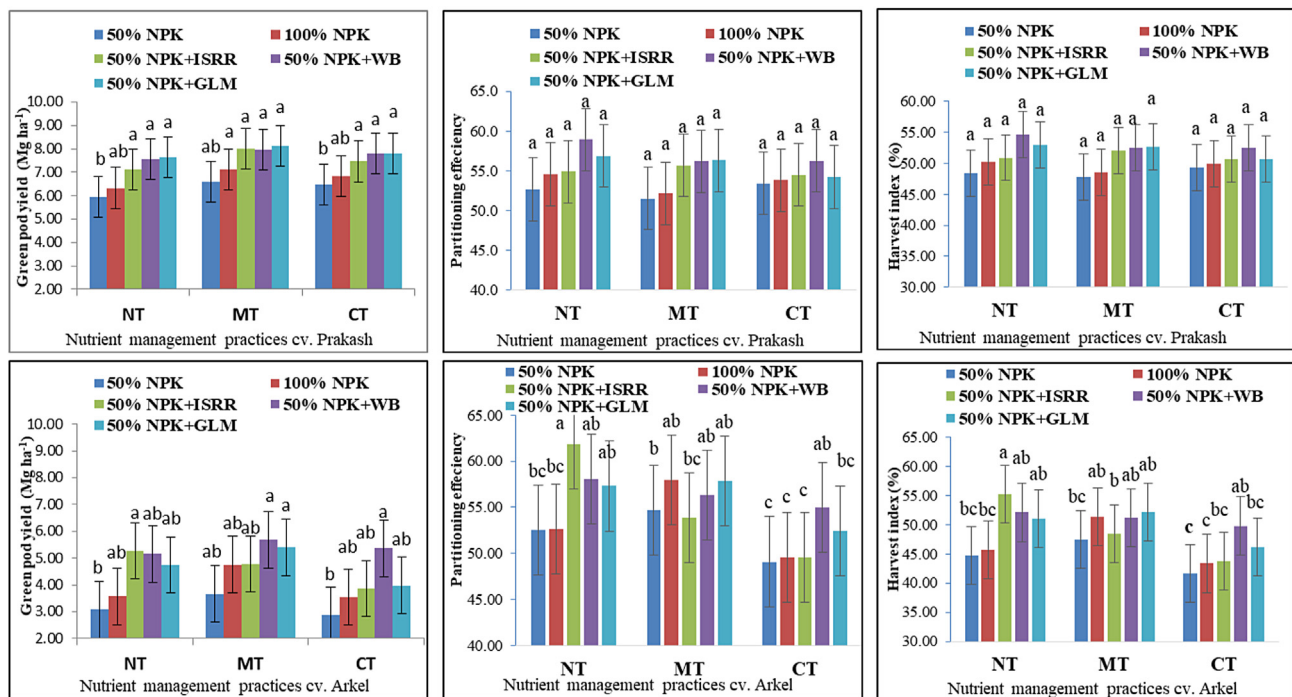 50% NPK 100% NPK
50% NPK+ISRR 50% NPK+WB
50% NPK+GLM
Green pod yield (Mg ha-1)
10.00
9.00
8.00
7.00
6.00
5.00
4.00
3.00
2.00
b ab a a a
a a a a a
b ab a a a
NT MT CT
Nutrient management practices cv. Prakash
50% NPK 100% NPK
50% NPK+ISRR 50% NPK+WB
50% NPK+GLM
Partitioning effeciency
65.0
60.0
55.0
50.0
45.0
40.0
a a a a a
a a a a a
a a a a a
NT MT CT
Nutrient management practices cv. Prakash
50% NPK 100% NPK
50% NPK+ISRR 50% NPK+WB
50% NPK+GLM
Harvest index (%)
60.00
55.00
50.00
45.00
40.00
35.00
30.00
a a a a a
a a a a a
a a a a a
NT MT CT
Nutrient management practices cv. Prakash
50% NPK 100% NPK
50% NPK+ISRR 50% NPK+WB
50% NPK+GLM
Green pod yield (Mg ha-1)
10.00
9.00
8.00
7.00
6.00
5.00
4.00
3.00
2.00
b ab a ab ab
ab ab ab a a
b ab ab a ab
NT MT CT
Nutrient management practices cv. Arkel
50% NPK 100% NPK
50% NPK+ISRR 50% NPK+WB
50% NPK+GLM
Partitioning effeciency
65.00
60.00
55.00
50.00
45.00
40.00
bc bc a ab ab
b ab bc ab ab
c c c ab bc
NT MT CT
Nutrient management practices cv. Arkel
50% NPK 100% NPK
50% NPK+ISRR 50% NPK+WB
50% NPK+GLM
Harvest index (%)
65.00
60.00
55.00
50.00
45.00
40.00
35.00
30.00
bc bc a ab ab
bc ab b ab ab
c c bc ab bc
NT MT CT
Nutrient management practices cv. Arkel